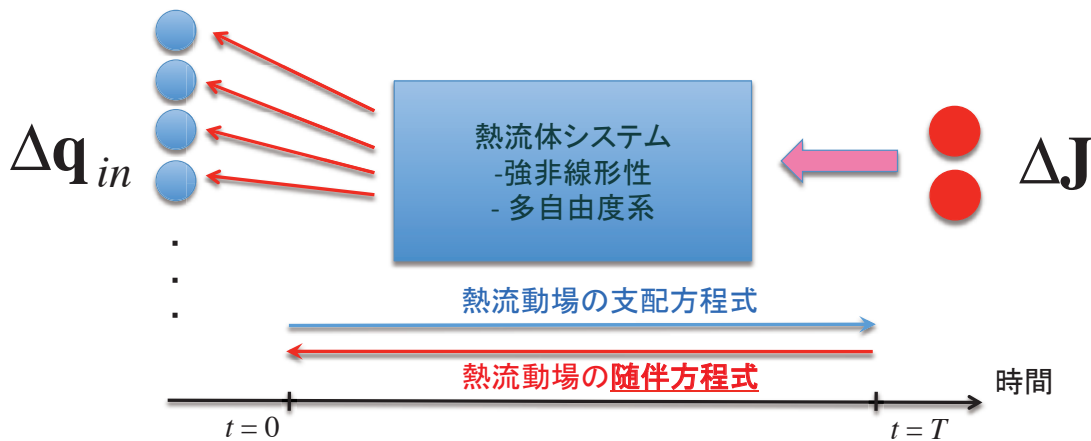 熱流体システム
-強非線形性
- 多自由度系
Δq in
ΔJ
熱流動場の支配方程式
熱流動場の随伴方程式
時間
t = 0
t = T